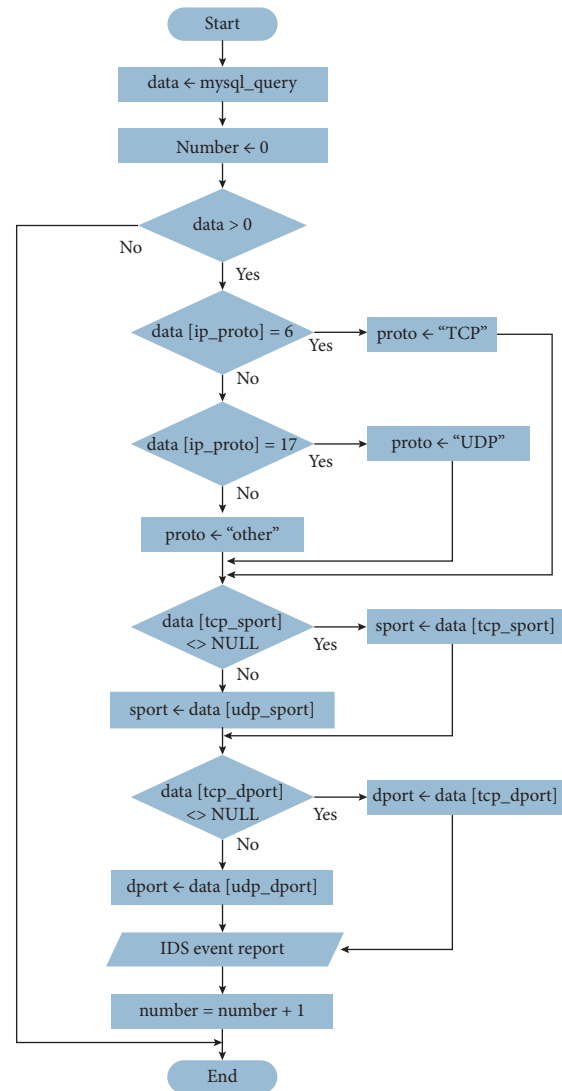 Start
data ← mysql_query
Number ← 0
data > 0
No
Yes
data [ip_proto] = 6
Yes
proto ← “TCP”
No
data [ip_proto] = 17
Yes
proto ← “UDP”
No
proto ← “other”
data [tcp_sport]
<> NULL
Yes
sport ← data [tcp_sport]
No
sport ← data [udp_sport]
data [tcp_dport]
<> NULL
Yes
dport ← data [tcp_dport]
No
dport ← data [udp_dport]
IDS event report
number = number + 1
End